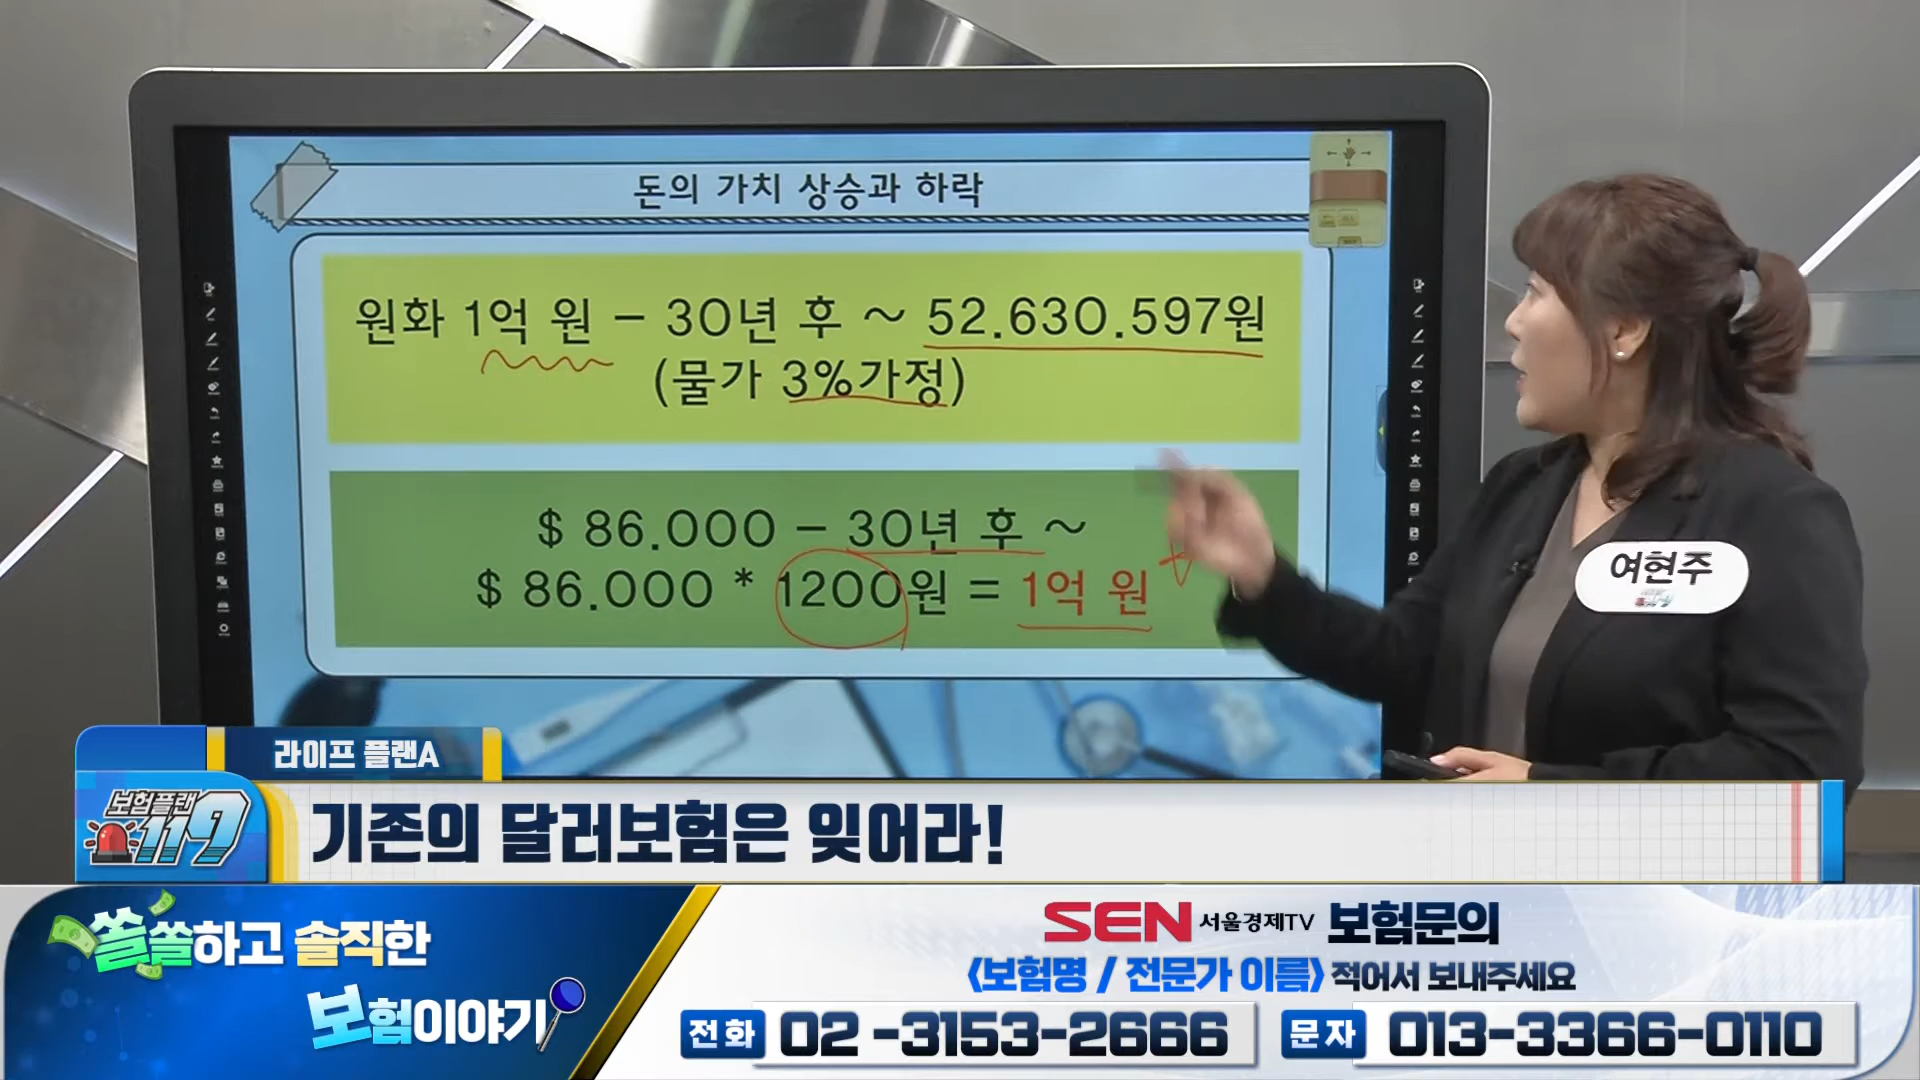 돈의 가치 상승과 하락
원화 1억 원 - 30년 후 ~ 52.630.597원
(물가 3%가정)
$ 86.000 - 30년 후 ~
$ 86.000 * 1200원 = 1억 원
여현주
라이프 플랜A
보험플랜
119
기존의 달러보험은 잊어라!
쏠쏠하고 솔직한
보험이야기
SEN 서울경제TV 보험문의
<보험명 / 전문가 이름> 적어서 보내주세요
전화 02-3153-2666
문자 013-3366-0110